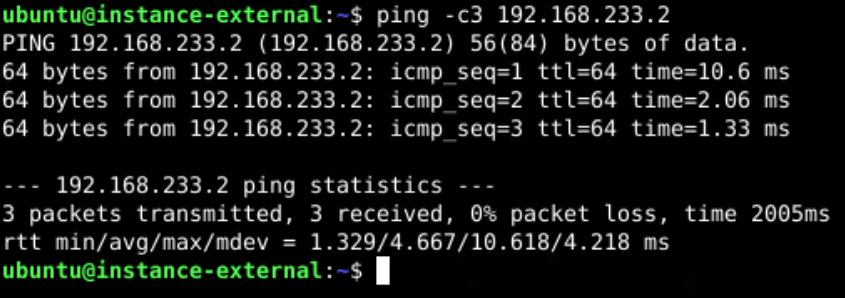 ubuntu@instance-external:~$ ping -c3 192.168.233.2
PING 192.168.233.2 (192.168.233.2) 56(84) bytes of data.
64 bytes from 192.168.233.2: icmp_seq=1 ttl=64 time=10.6 ms
64 bytes from 192.168.233.2: icmp_seq=2 ttl=64 time=2.06 ms
64 bytes from 192.168.233.2: icmp_seq=3 ttl=64 time=1.33 ms

--- 192.168.233.2 ping statistics ---
3 packets transmitted, 3 received, 0% packet loss, time 2005ms
rtt min/avg/max/mdev = 1.329/4.667/10.618/4.218 ms
ubuntu@instance-external:~$